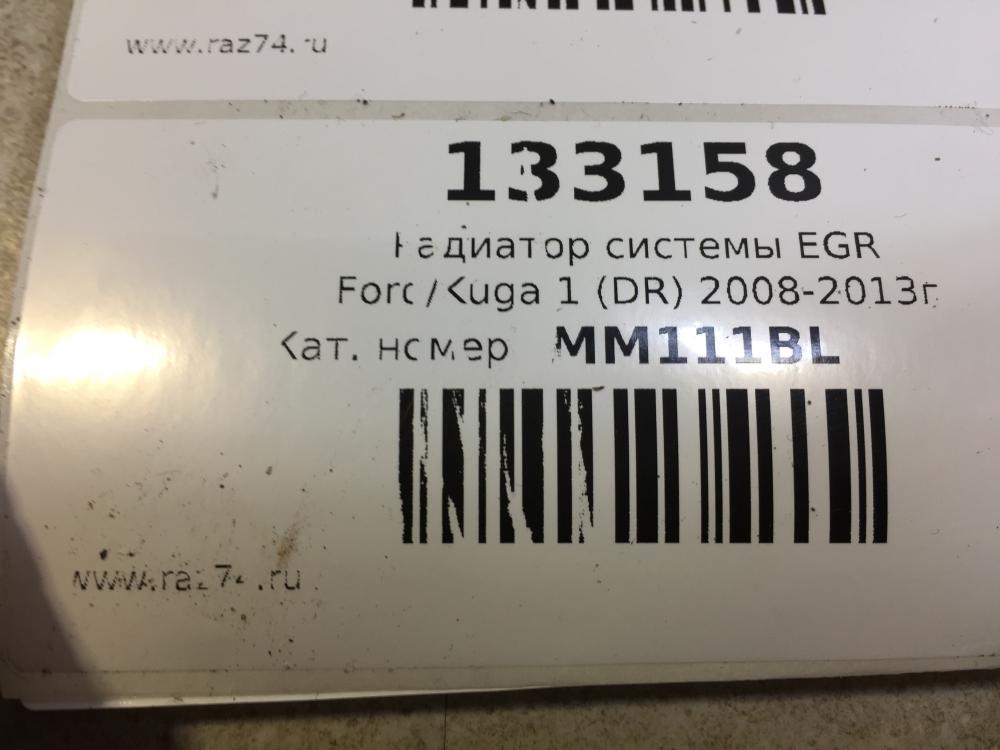 www.raz74.ru
133158
Радиатор системы EGR
Ford/Kuga 1 (DR) 2008-2013г
Кат. номер MM111BL
www.raz74.ru